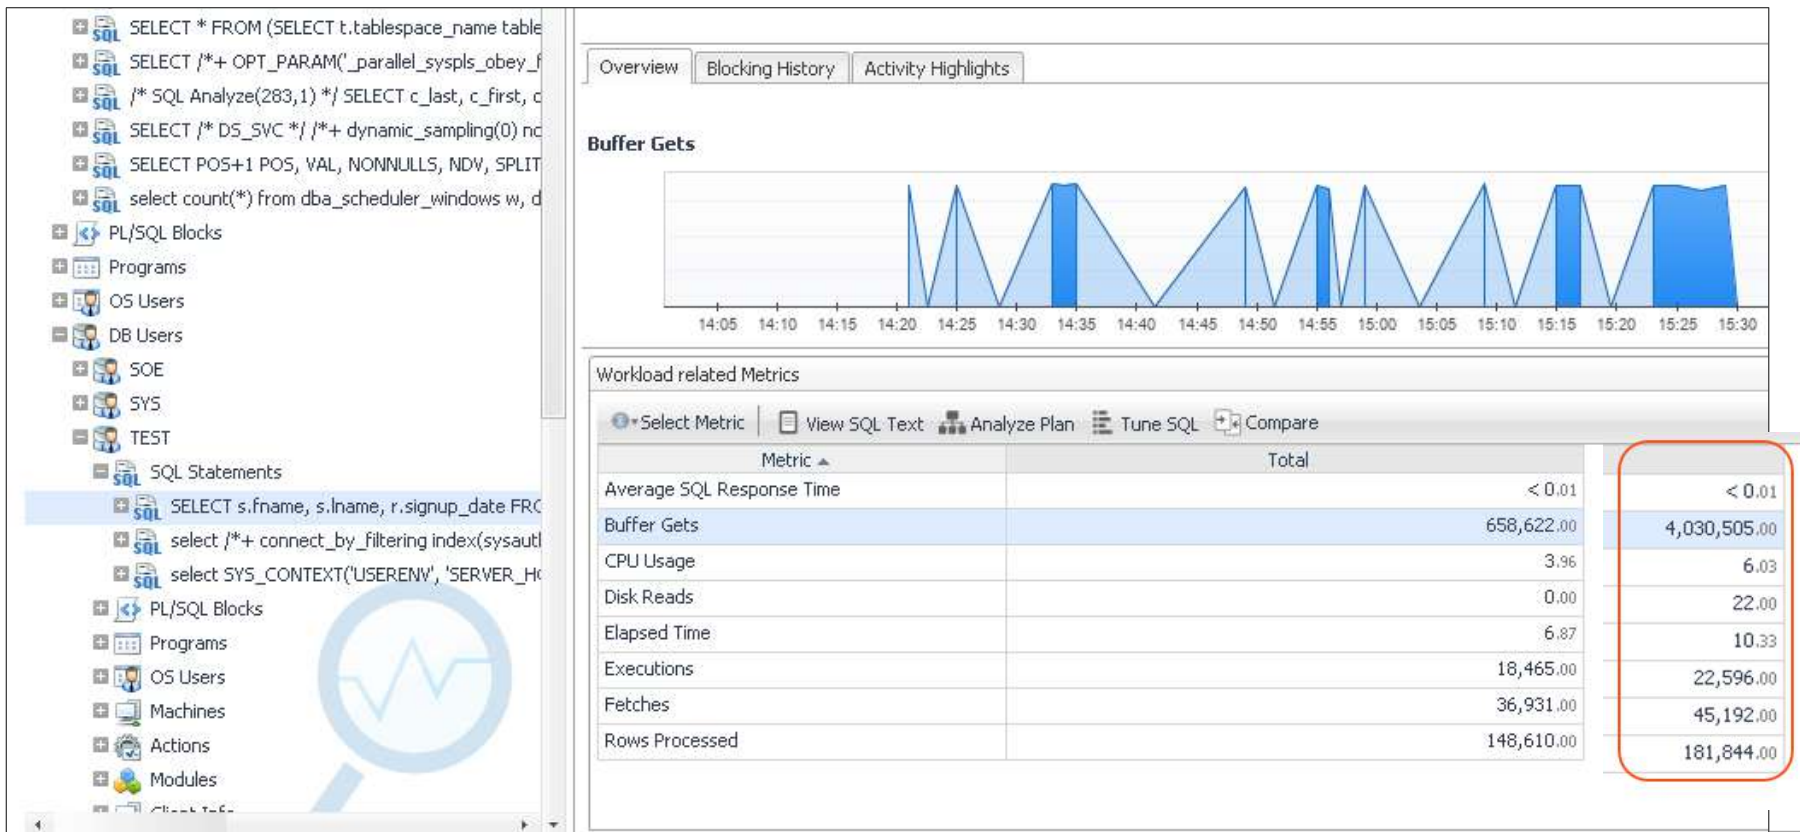 SELECT * FROM (SELECT t.tablespace_name table
SELECT /*+ OPT_PARAM('_parallel_syspls_obey_f
/* SQL Analyze(283,1) */ SELECT c_last, c_first, c
SELECT /* DS_SVC */ /*+ dynamic_sampling(0) no
SELECT POS+1 POS, VAL, NONNULLS, NDV, SPLIT
select count(*) from dba_scheduler_windows w, d
PL/SQL Blocks
Programs
OS Users
DB Users
SOE
SYS
TEST
SQL Statements
SELECT s.fname, s.lname, r.signup_date FRO
select /*+ connect_by_filtering index(sysaut
select SYS_CONTEXT('USERENV', 'SERVER_HO
PL/SQL Blocks
Programs
OS Users
Machines
Actions
Modules
Client Info
Overview Blocking History Activity Highlights
Buffer Gets
14:05 14:10 14:15 14:20 14:25 14:30 14:35 14:40 14:45 14:50 14:55 15:00 15:05 15:10 15:15 15:20 15:25 15:30
Workload related Metrics
Select Metric View SQL Text Analyze Plan Tune SQL Compare
Metric Total
Average SQL Response Time < 0.01 < 0.01
Buffer Gets 658,622.00 4,030,505.00
CPU Usage 3.96 6.03
Disk Reads 0.00 22.00
Elapsed Time 6.87 10.33
Executions 18,465.00 22,596.00
Fetches 36,931.00 45,192.00
Rows Processed 148,610.00 181,844.00